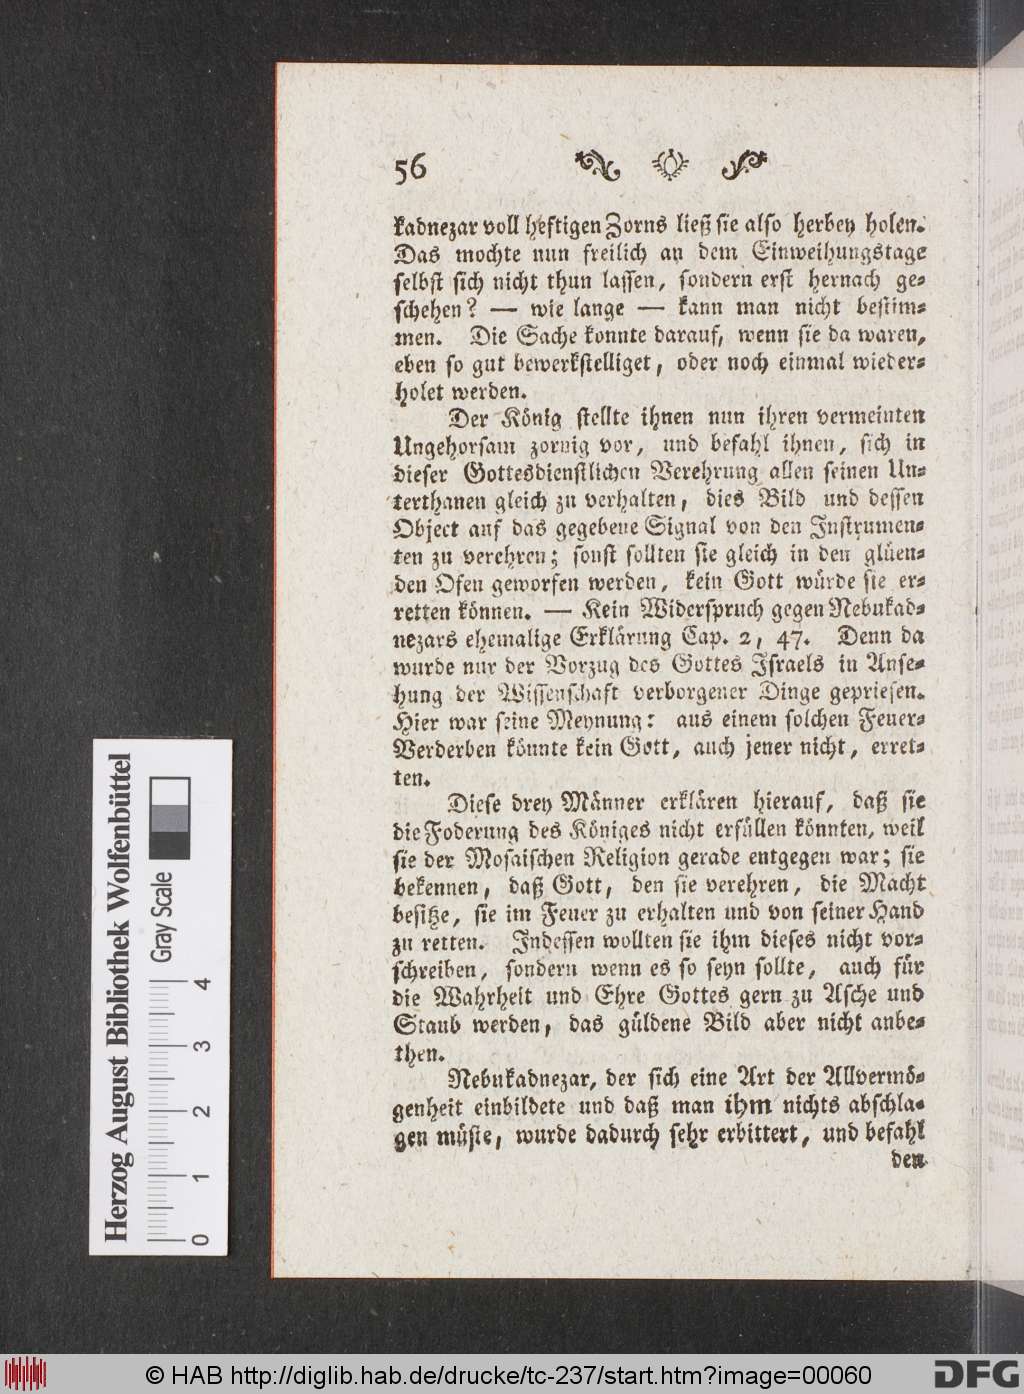 56
kadnezar voll heftigen Zorns ließ sie also herbey holen.
Das mochte nun freilich an dem Einweihungstage
selbst sich nicht thun lassen, sondern erst hernach ge-
schehen? — wie lange — kann man nicht bestim-
men. Die Sache konnte darauf, wenn sie da waren,
eben so gut bewerkstelliget, oder noch einmal wieder-
holet werden.
Der König stellte ihnen nun ihren vermeinten
Ungehorsam zornig vor, und befahl ihnen, sich in
dieser Gottesdienstlichen Verehrung allen seinen Un-
terthanen gleich zu verhalten, dies Bild und dessen
Object auf das gegebene Signal von den Instrumen-
ten zu verehren; sonst sollten sie gleich in den glüen-
den Ofen geworfen werden, kein Gott würde sie er-
retten können. — Kein Widerspruch gegen Nebukad-
nezars ehemalige Erklärung Cap. 2, 47. Denn da
wurde nur der Vorzug des Gottes Israels in Anse-
hung der Wissenschaft verborgener Dinge gepriesen.
Hier war seine Meynung: aus einem solchen Feuer-
Verderben könnte kein Gott, auch jener nicht, erret-
ten.
Diese drey Männer erklären hierauf, daß sie
die Foderung des Königes nicht erfüllen könnten, weil
sie der Mosaischen Religion gerade entgegen war; sie
bekennen, daß Gott, den sie verehren, die Macht
besitze, sie im Feuer zu erhalten und von seiner Hand
zu retten. Indessen wollten sie ihm dieses nicht vor-
schreiben, sondern wenn es so seyn sollte, auch für
die Wahrheit und Ehre Gottes gern zu Asche und
Staub werden, das güldene Bild aber nicht anbe-
then.
Nebukadnezar, der sich eine Art der Allvermö-
genheit einbildete und daß man ihm nichts abschla-
gen müste, wurde dadurch sehr erbittert, und befahl
den
Herzog August Bibliothek Wolfenbüttel
Gray Scale
0 1 2 3 4
© HAB http://diglib.hab.de/drucke/tc-237/start.htm?image=00060
DFG